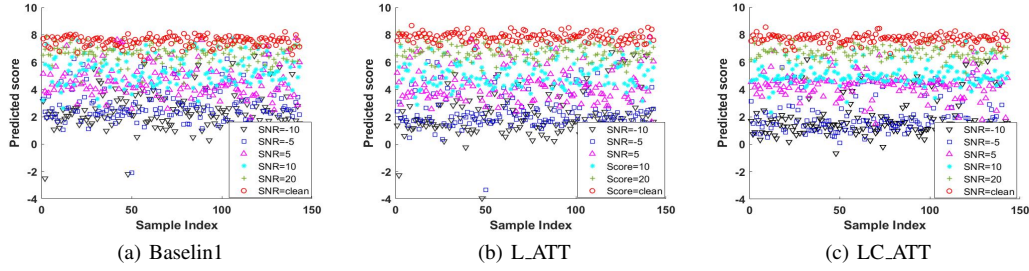 10
8
6
4
2
0
-2
-4
0
50
100
150
Predicted score
Sample Index
SNR=-10
SNR=-5
SNR=5
SNR=10
SNR=20
SNR=clean
(a) Baselin1
10
8
6
4
2
0
-2
-4
0
50
100
150
Predicted score
Sample Index
SNR=-10
SNR=-5
SNR=5
Score=10
Score=20
Score=clean
(b) L_ATT
10
8
6
4
2
0
-2
-4
0
50
100
150
Predicted score
Sample Index
SNR=-10
SNR=-5
SNR=5
SNR=10
SNR=20
SNR=clean
(c) LC_ATT